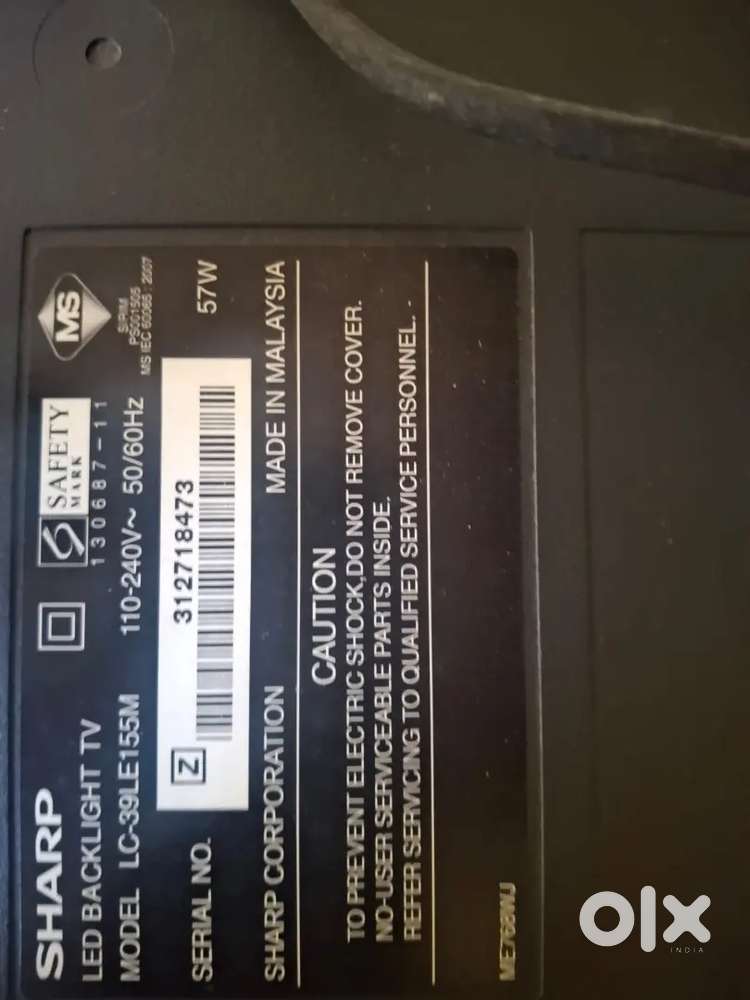 SHARP
LED BACKLIGHT TV
MODEL LC-39LE155M 110-240V~ 50/60Hz
SAFETY
MARK
130687-11
MS
SIRIM
PS001505
MS IEC 60065 : 2007
SERIAL NO. Z 312718473 57W
SHARP CORPORATION MADE IN MALAYSIA
CAUTION
TO PREVENT ELECTRIC SHOCK,DO NOT REMOVE COVER.
NO-USER SERVICEABLE PARTS INSIDE.
REFER SERVICING TO QUALIFIED SERVICE PERSONNEL.
ME768WJ
olx
INDIA